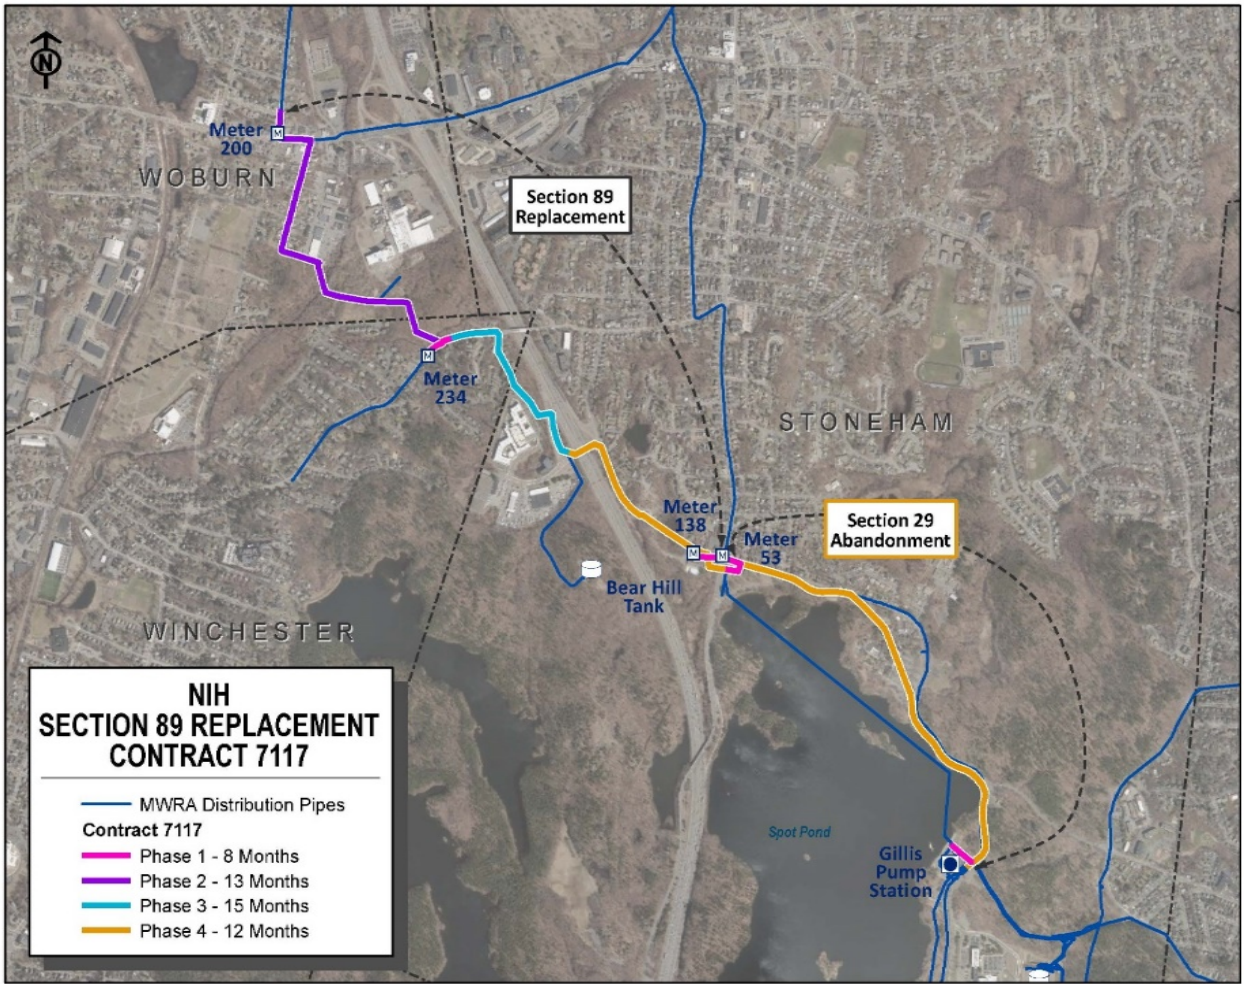 N
Meter
200
WOBURN
Section 89
Replacement
Meter
234
STONEHAM
Meter
138
Section 29
Abandonment
Meter
53
Bear Hill
Tank
WINCHESTER
NIH
SECTION 89 REPLACEMENT
CONTRACT 7117
MWRA Distribution Pipes
Contract 7117
Phase 1 - 8 Months
Phase 2 - 13 Months
Phase 3 - 15 Months
Phase 4 - 12 Months
Spot Pond
Gillis
Pump
Station
M
M
M
M